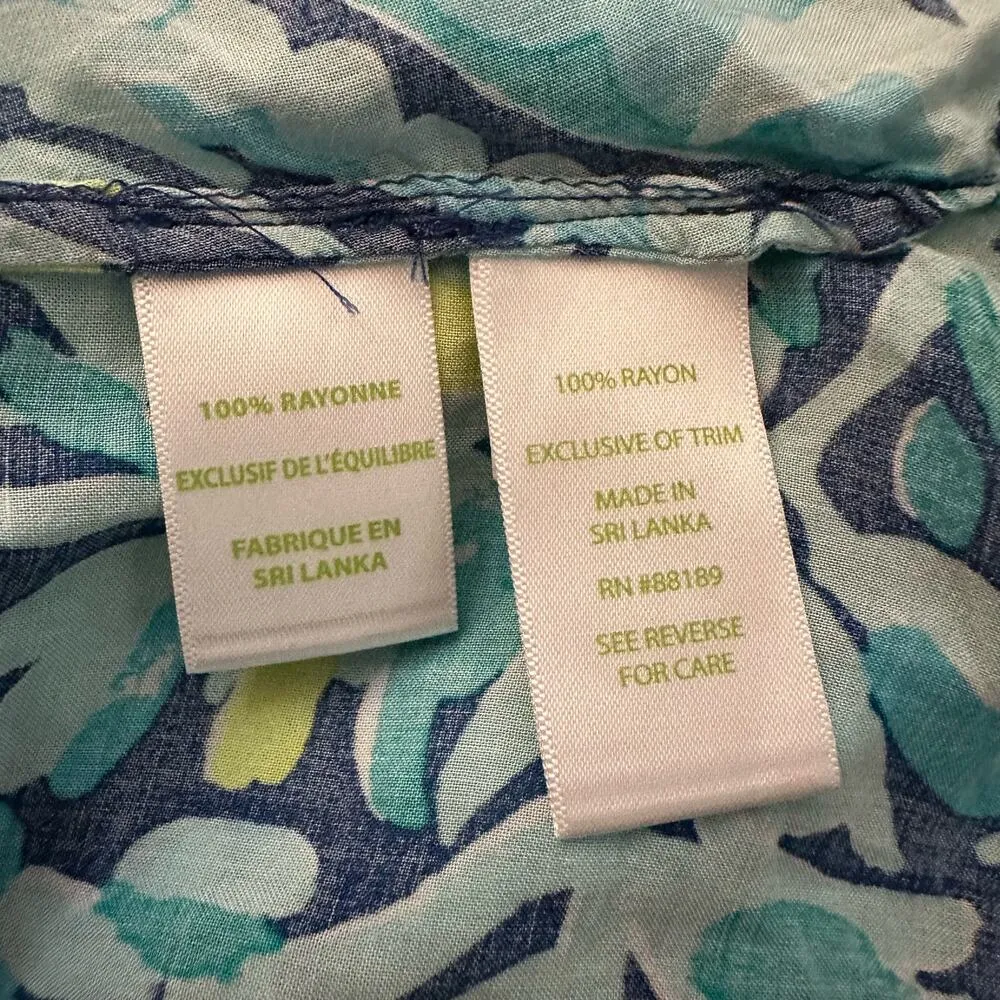 100% RAYONNE
EXCLUSIF DE L'ÉQUILIBRE
FABRIQUE EN
SRI LANKA
100% RAYON
EXCLUSIVE OF TRIM
MADE IN
SRI LANKA
RN #88189
SEE REVERSE
FOR CARE